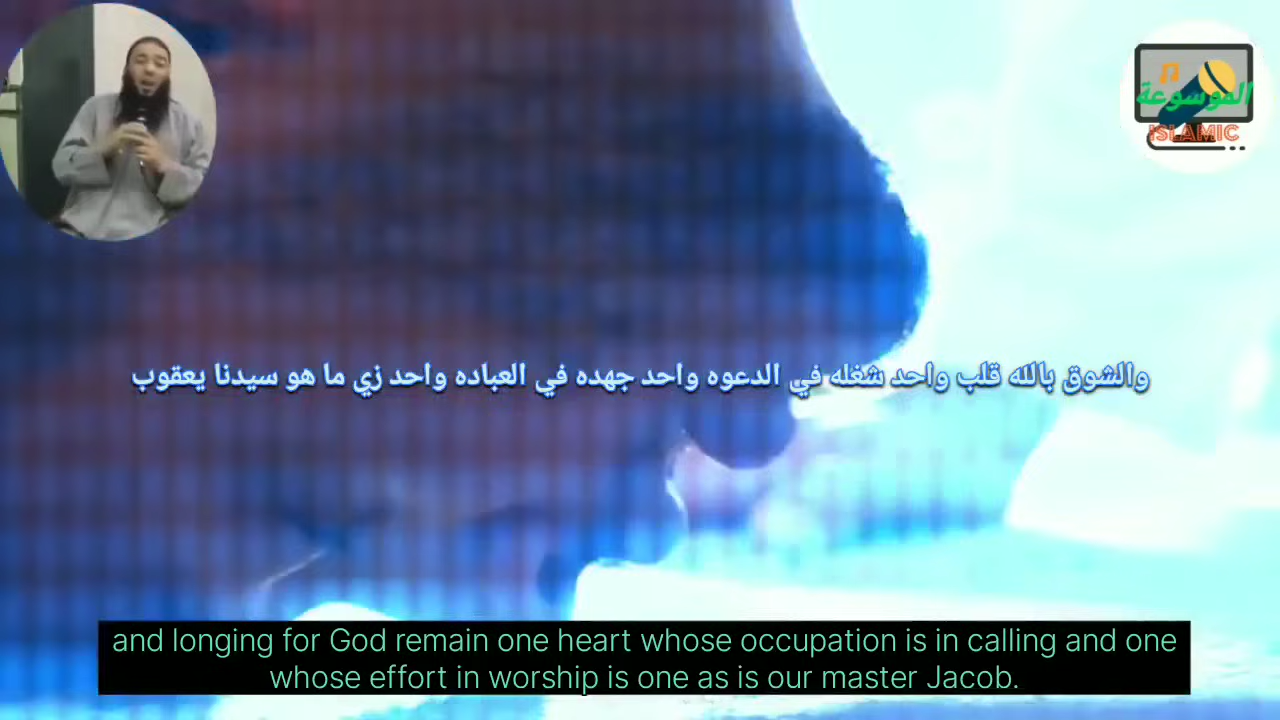 الموسوعة
ISLAMIC
والشوق بالله قلب واحد شغله في الدعوه واحد جهده في العباده واحد زي ما هو سيدنا يعقوب
and longing for God remain one heart whose occupation is in calling and one
whose effort in worship is one as is our master Jacob.